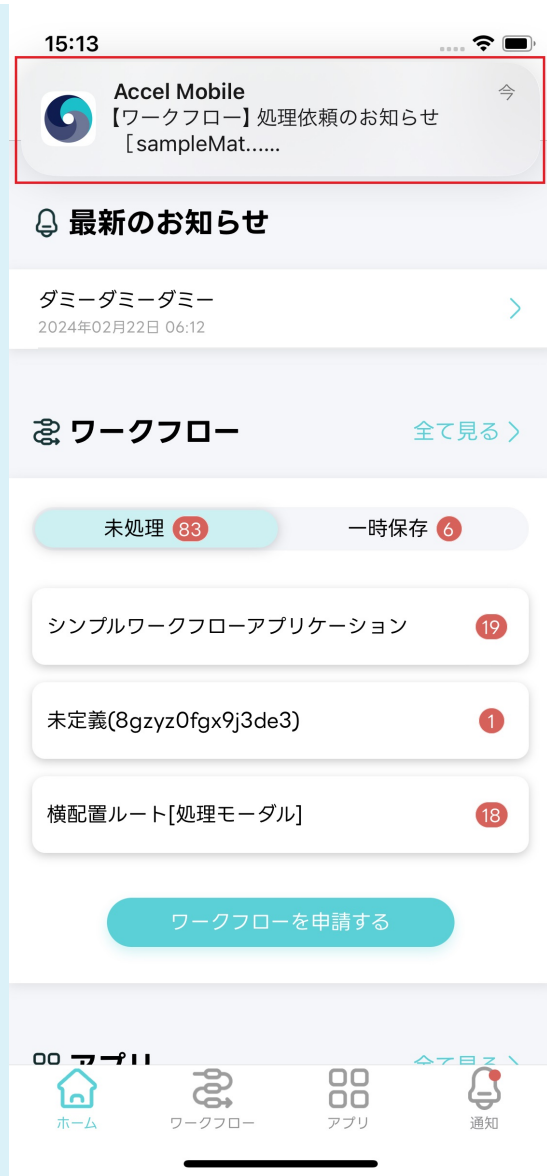 15:13
Accel Mobile
今
【ワークフロー】処理依頼のお知らせ
［sampleMat……
最新のお知らせ
ダミーダミーダミー
2024年02月22日 06:12
ワークフロー
全て見る
未処理 83
一時保存 6
シンプルワークフローアプリケーション 19
未定義(8gzyz0fgx9j3de3) 1
横配置ルート[処理モーダル] 18
ワークフローを申請する
アプリ
全て見る
ホーム
ワークフロー
アプリ
通知